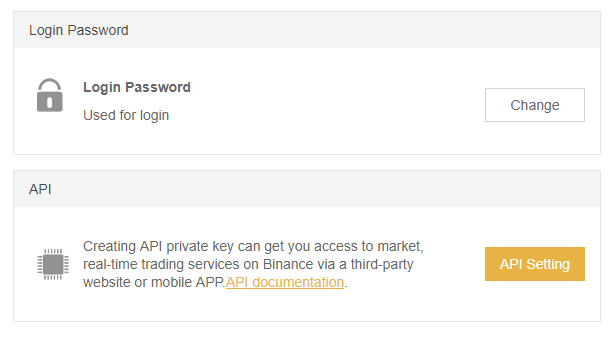 Login Password
Login Password
Used for login
Change
API
Creating API private key can get you access to market,
real-time trading services on Binance via a third-party
website or mobile APP.API documentation.
API Setting